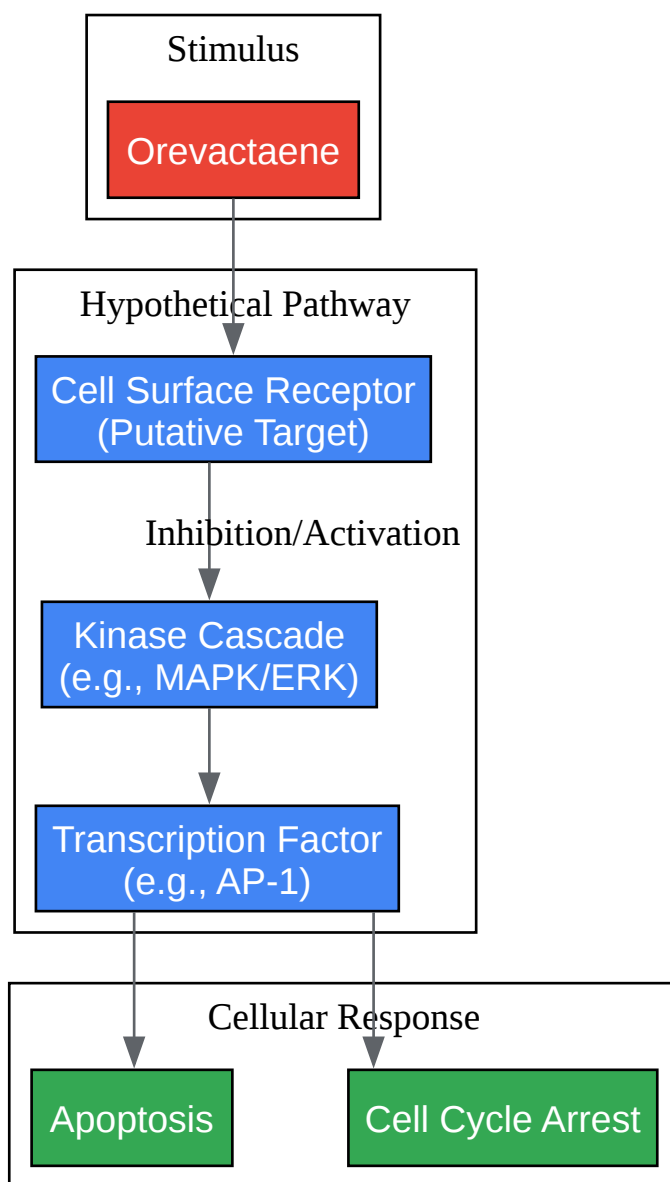 Stimulus
Orevactaene
Hypothetical Pathway
Cell Surface Receptor
(Putative Target)
Inhibition/Activation
Kinase Cascade
(e.g., MAPK/ERK)
Transcription Factor
(e.g., AP-1)
Cellular Response
Apoptosis
Cell Cycle Arrest